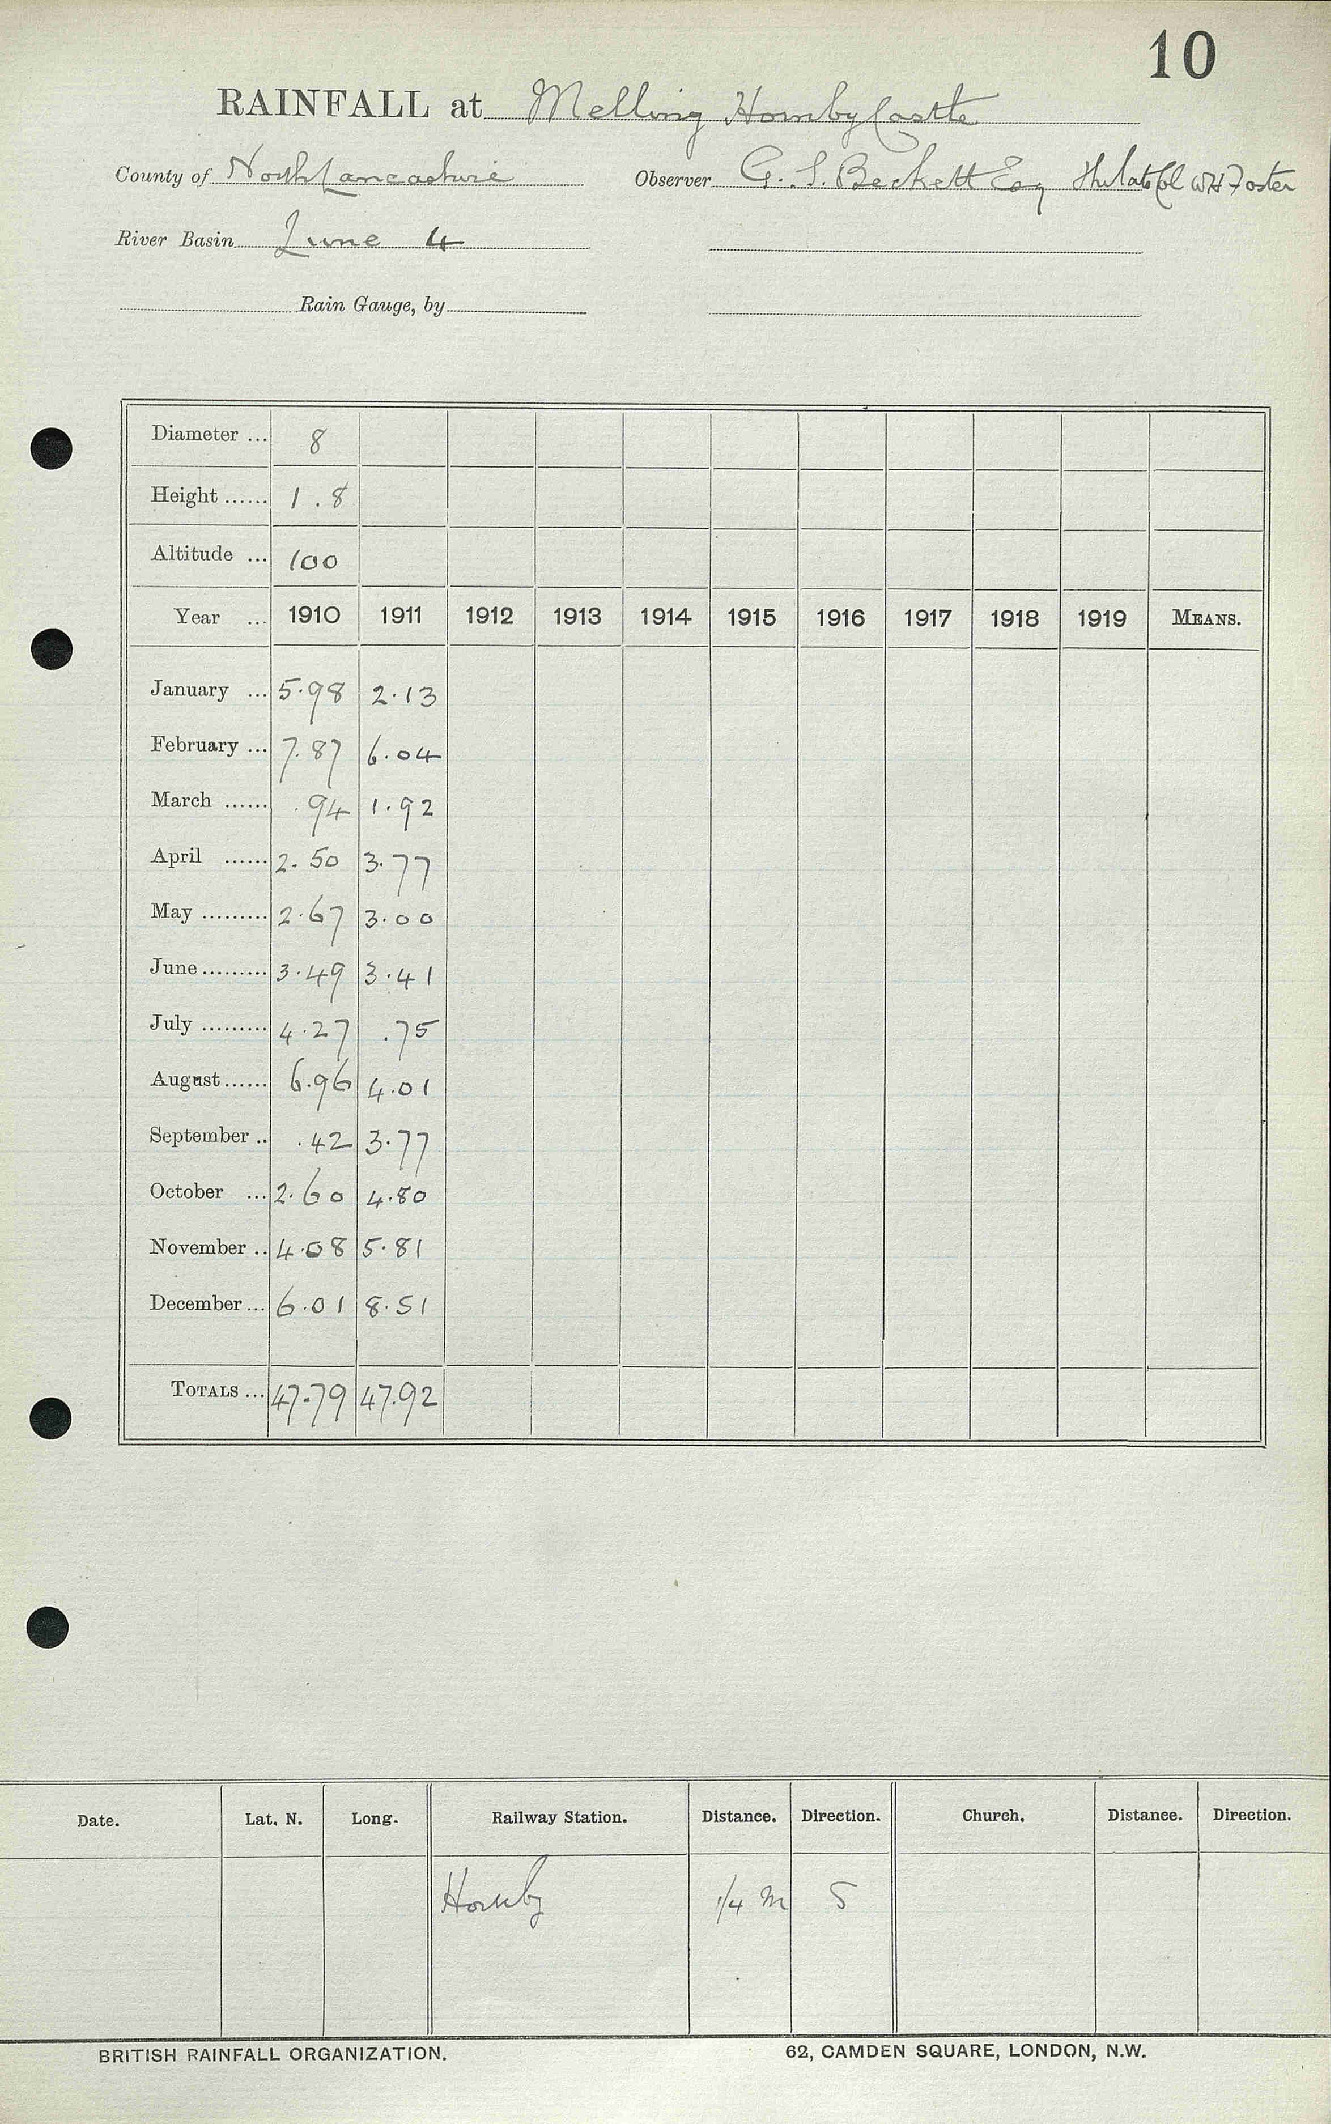 10
RAINFALL at Melling Hornby Castle
County of North Lancashire Observer G. S. Beckett Esq the late Col WH Foster
River Basin Lune 4
Rain Gauge, by
Diameter ... 8
Height ...... 1.8
Altitude ... 100
Year ... 1910 1911 1912 1913 1914 1915 1916 1917 1918 1919 MEANS.
January ... 5.98 2.13
February ... 7.87 6.04
March ...... .94 1.92
April ...... 2.50 3.77
May ......... 2.67 3.00
June ......... 3.49 3.41
July ......... 4.27 .75
August ...... 6.96 4.01
September .. .42 3.77
October ... 2.60 4.80
November .. 4.08 5.81
December ... 6.01 8.51
TOTALS ... 47.79 47.92
Date. Lat. N. Long. Railway Station. Distance. Direction. Church. Distance. Direction.
Hornby 1/4 m S
BRITISH RAINFALL ORGANIZATION. 62, CAMDEN SQUARE, LONDON, N.W.